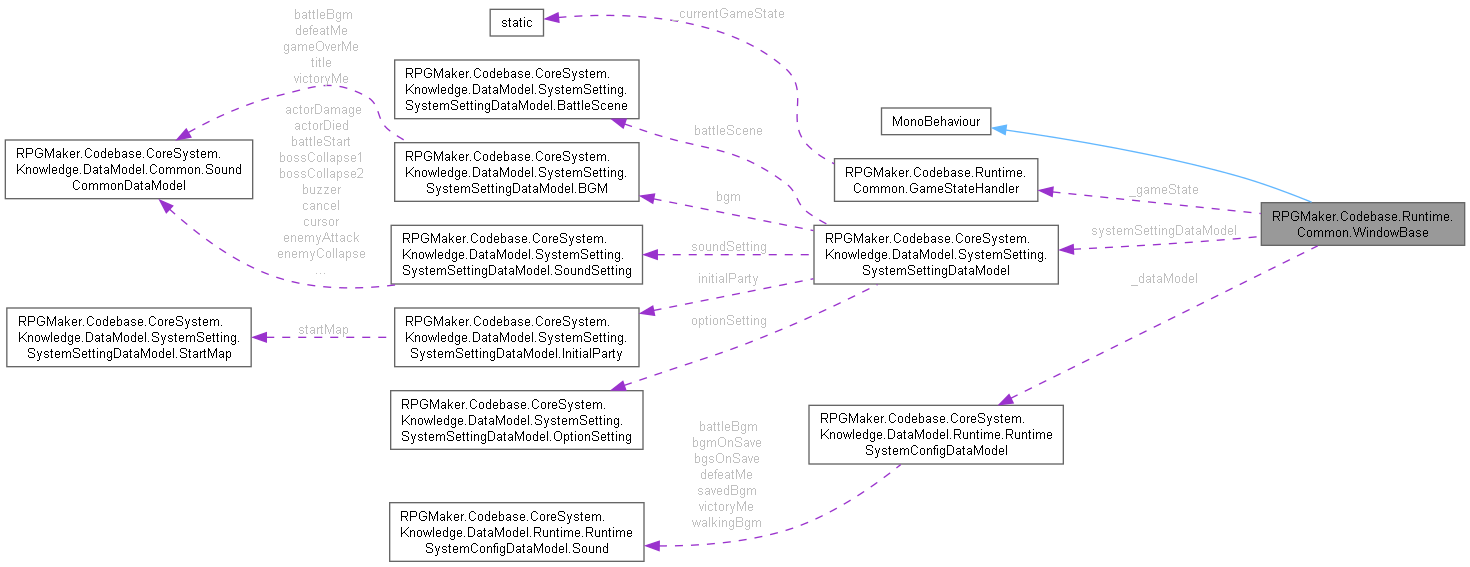 battleBgm
defeatMe
gameOverMe
title
victoryMe
_currentGameState
static
RPGMaker.Codebase.CoreSystem.
Knowledge.DataModel.SystemSetting.
SystemSettingDataModel.BattleScene
MonoBehaviour
actorDamage
actorDied
battleStart
bossCollapse1
bossCollapse2
buzzer
cancel
cursor
enemyAttack
enemyCollapse
...
battleScene
RPGMaker.Codebase.CoreSystem.
Knowledge.DataModel.Common.Sound
CommonDataModel
RPGMaker.Codebase.CoreSystem.
Knowledge.DataModel.SystemSetting.
SystemSettingDataModel.BGM
RPGMaker.Codebase.Runtime.
Common.GameStateHandler
_gameState
bgm
RPGMaker.Codebase.Runtime.
Common.WindowBase
systemSettingDataModel
RPGMaker.Codebase.CoreSystem.
Knowledge.DataModel.SystemSetting.
SystemSettingDataModel.SoundSetting
soundSetting
RPGMaker.Codebase.CoreSystem.
Knowledge.DataModel.SystemSetting.
SystemSettingDataModel
initialParty
_dataModel
RPGMaker.Codebase.CoreSystem.
Knowledge.DataModel.SystemSetting.
SystemSettingDataModel.StartMap
startMap
RPGMaker.Codebase.CoreSystem.
Knowledge.DataModel.SystemSetting.
SystemSettingDataModel.InitialParty
optionSetting
RPGMaker.Codebase.CoreSystem.
Knowledge.DataModel.SystemSetting.
SystemSettingDataModel.OptionSetting
RPGMaker.Codebase.CoreSystem.
Knowledge.DataModel.Runtime.Runtime
SystemConfigDataModel
battleBgm
bgmOnSave
bgsOnSave
defeatMe
savedBgm
victoryMe
walkingBgm
RPGMaker.Codebase.CoreSystem.
Knowledge.DataModel.Runtime.Runtime
SystemConfigDataModel.Sound